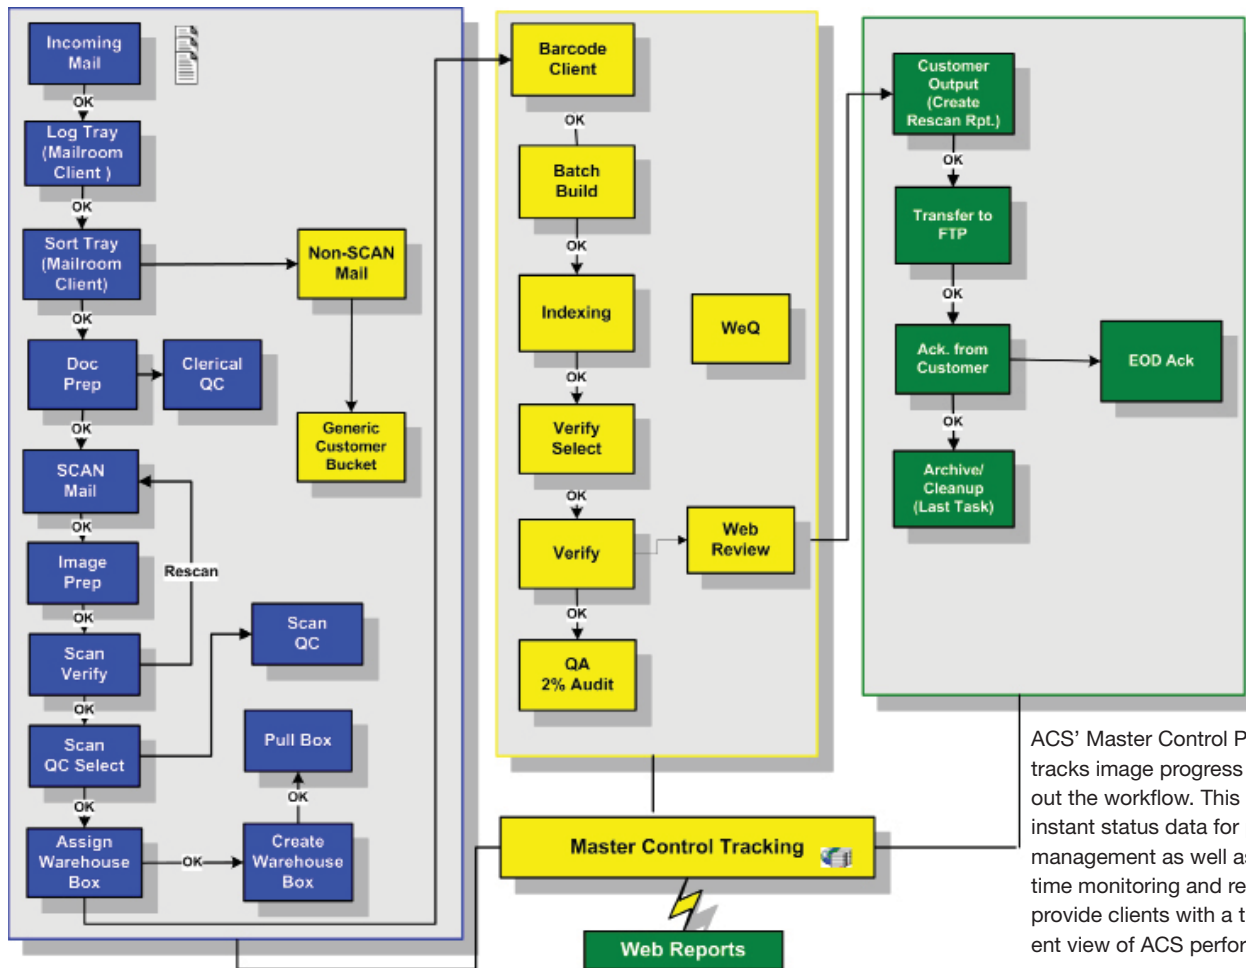 Incoming
Mail
OK
Log Tray
(Mailroom
Client )
OK
Sort Tray
(Mailroom
Client)
OK
Doc
Prep
Clerical
QC
OK
SCAN
Mail
OK
Image
Prep
Rescan
OK
Scan
Verify
OK
Scan
QC Select
OK
Assign
Warehouse
Box
OK
Create
Warehouse
Box
OK
Pull Box
Scan
QC
Non-SCAN
Mail
Generic
Customer
Bucket
Barcode
Client
OK
Batch
Build
OK
Indexing
OK
Verify
Select
OK
Verify
OK
QA
2% Audit
WeQ
Web
Review
Customer
Output
(Create
Rescan Rpt.)
OK
Transfer to
FTP
OK
Ack. from
Customer
EOD Ack
OK
Archive/
Cleanup
(Last Task)
Master Control Tracking
Web Reports
ACS’ Master Control P
tracks image progress
out the workflow. This
instant status data for
management as well as
time monitoring and re
provide clients with a t
ent view of ACS perfor